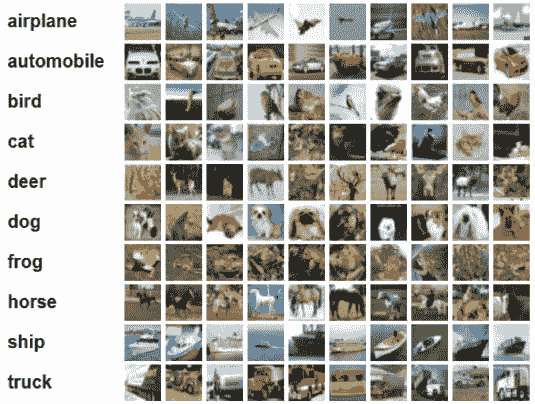 airplane
automobile
bird
cat
deer
dog
frog
horse
ship
truck